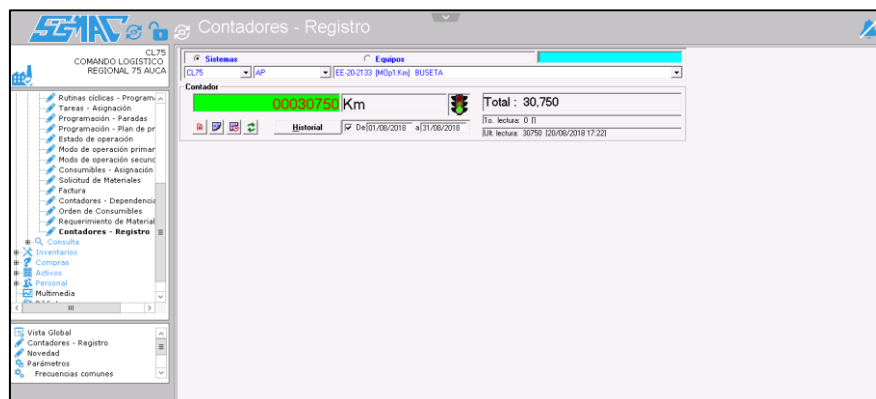 SSMAC
Contadores - Registro
CL75
COMANDO LOGISTICO
REGIONAL 75 AUCA
Rutinas cíclicas - Program
Tareas - Asignación
Programación - Paradas
Programación - Plan de pr
Estado de operación
Modo de operación primar
Modo de operación secund
Consumibles - Asignación
Solicitud de Materiales
Factura
Contadores - Dependencia
Orden de Consumibles
Requerimiento de Material
Contadores - Registro
Consulta
Inventarios
Compras
Activos
Personal
Multimedia
Vista Global
Contadores - Registro
Novedad
Parámetros
Frecuencias comunes
Sistemas
Equipos
CL75
AP
EE-20-2133 [MOp1:Km] BUSETA
Contador
00030750 Km
Total : 30,750
1o. lectura: 0 []
Ult. lectura: 30750 [20/08/2018 17:22]
Historial
De 01/08/2018 a 31/08/2018